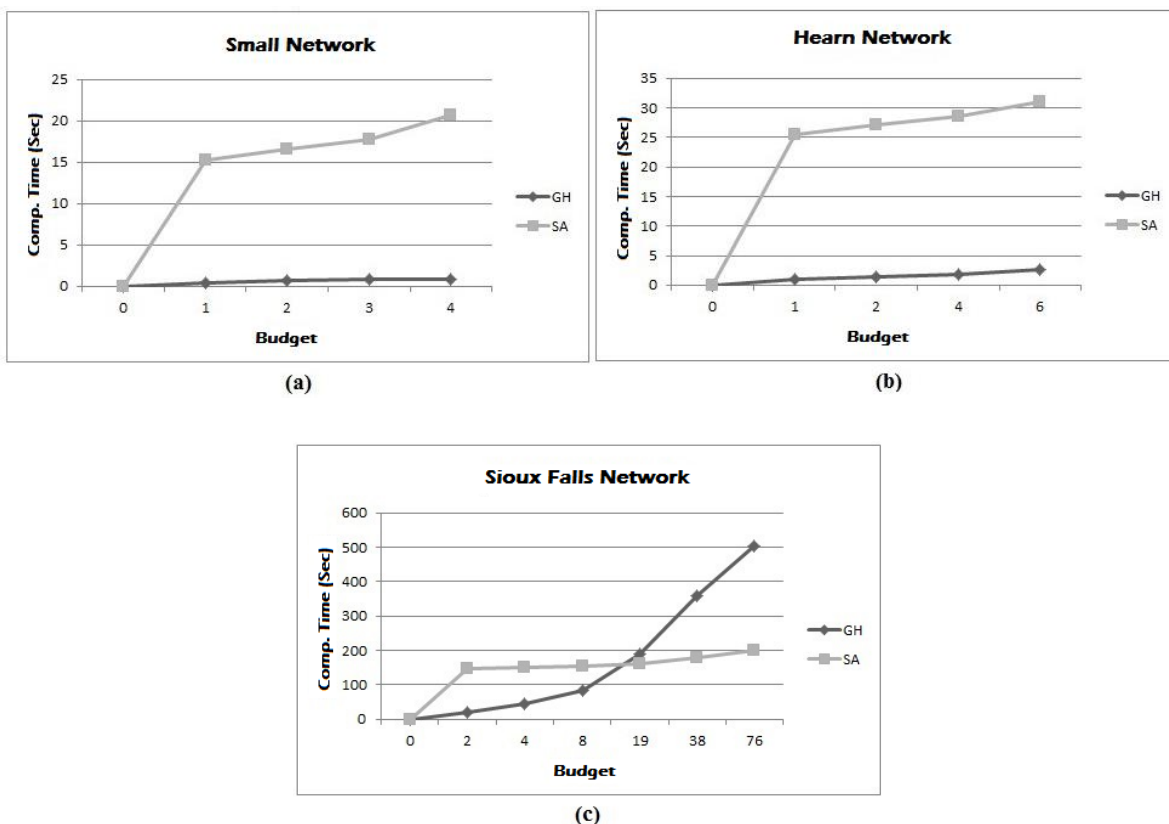 Small Network
Comp. Time (Sec)
25
20
15
10
5
0
0 1 2 3 4
Budget
GH
SA
(a)
Hearn Network
Comp. Time (Sec)
35
30
25
20
15
10
5
0
0 1 2 4 6
Budget
GH
SA
(b)
Sioux Falls Network
Comp. Time (Sec)
600
500
400
300
200
100
0
0 2 4 8 19 38 76
Budget
GH
SA
(c)